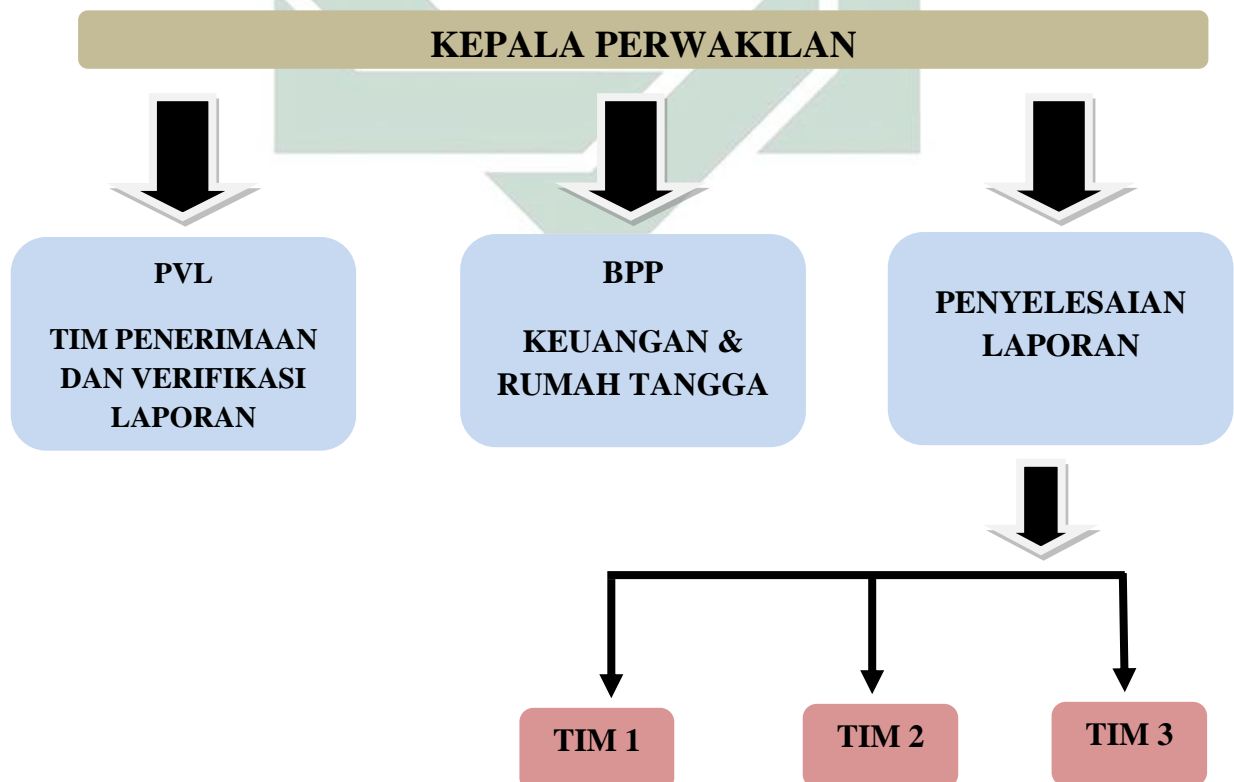 KEPALA PERWAKILAN
PVL
TIM PENERIMAAN
DAN VERIFIKASI
LAPORAN
BPP
KEUANGAN &
RUMAH TANGGA
PENYELESAIAN
LAPORAN
TIM 1
TIM 2
TIM 3